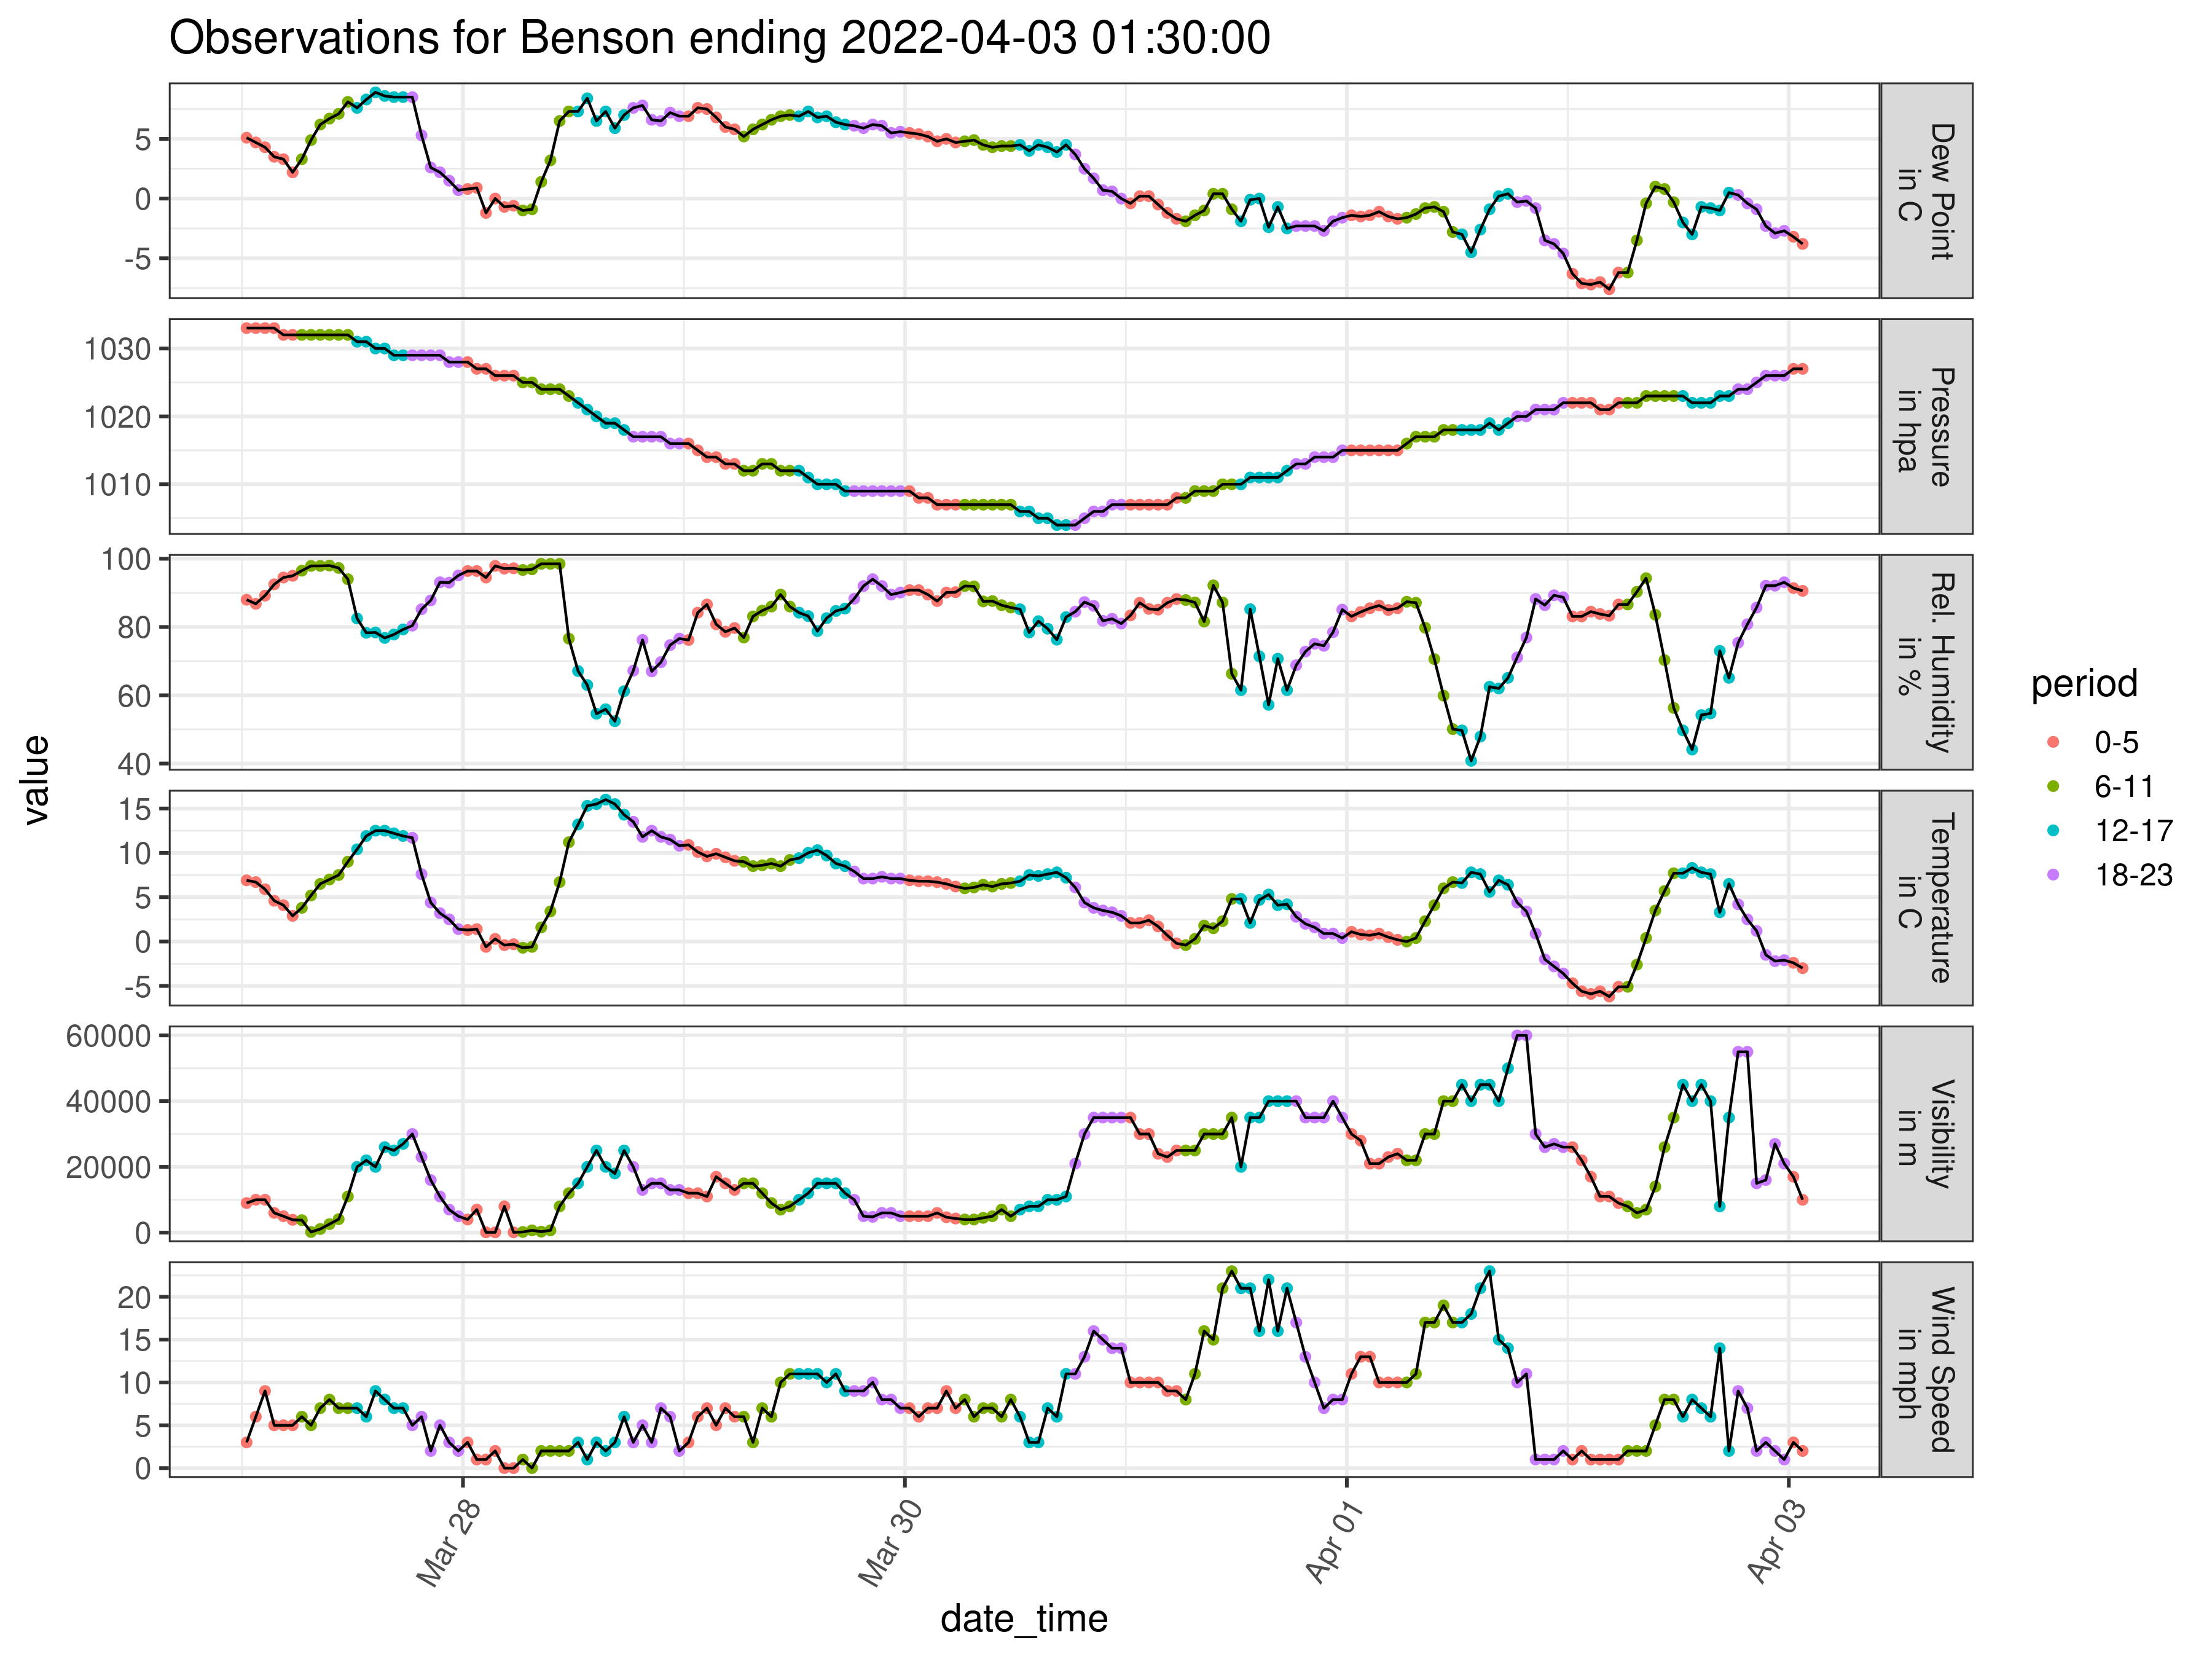 Observations for Benson ending 2022-04-03 01:30:00
value
5
0
-5
Dew Point
in C
1030
1020
1010
Pressure
in hpa
100
80
60
40
Rel. Humidity
in %
15
10
5
0
-5
Temperature
in C
60000
40000
20000
0
Visibility
in m
20
15
10
5
0
Wind Speed
in mph
Mar 28
Mar 30
Apr 01
Apr 03
date_time
period
0-5
6-11
12-17
18-23